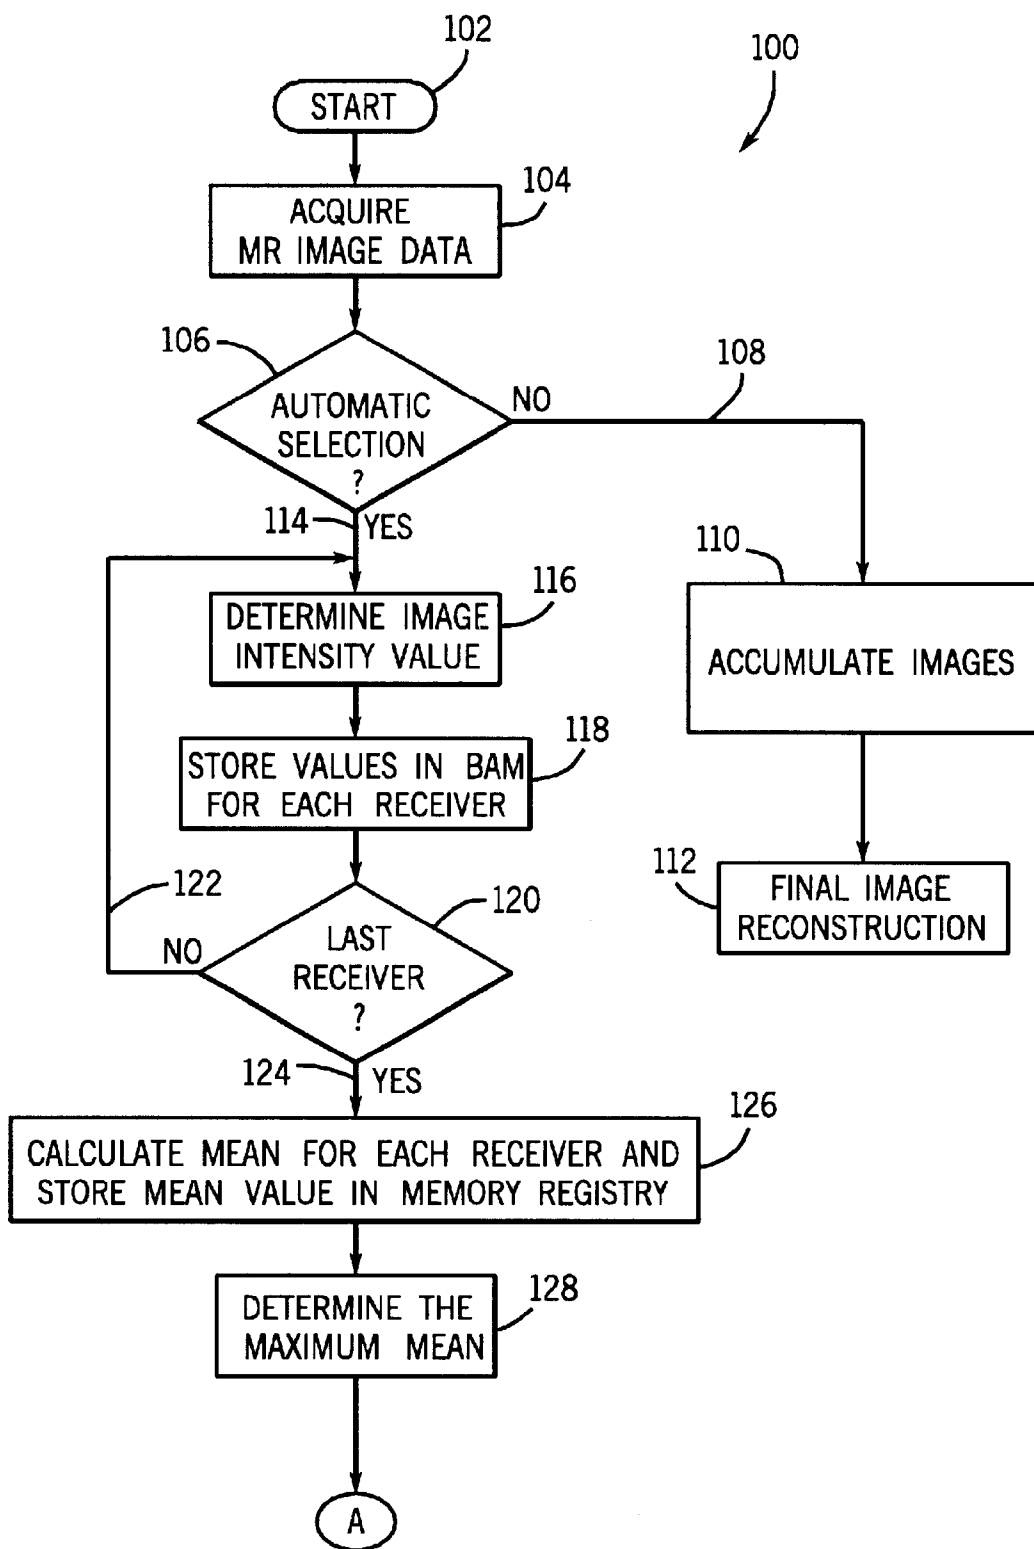 102
100
START
104
ACQUIRE
MR IMAGE DATA
106
108
AUTOMATIC
SELECTION
?
NO
114
YES
110
116
DETERMINE IMAGE
INTENSITY VALUE
ACCUMULATE IMAGES
118
STORE VALUES IN BAM
FOR EACH RECEIVER
112
FINAL IMAGE
RECONSTRUCTION
122
120
NO
LAST
RECEIVER
?
124
YES
126
CALCULATE MEAN FOR EACH RECEIVER AND
STORE MEAN VALUE IN MEMORY REGISTRY
128
DETERMINE THE
MAXIMUM MEAN
A